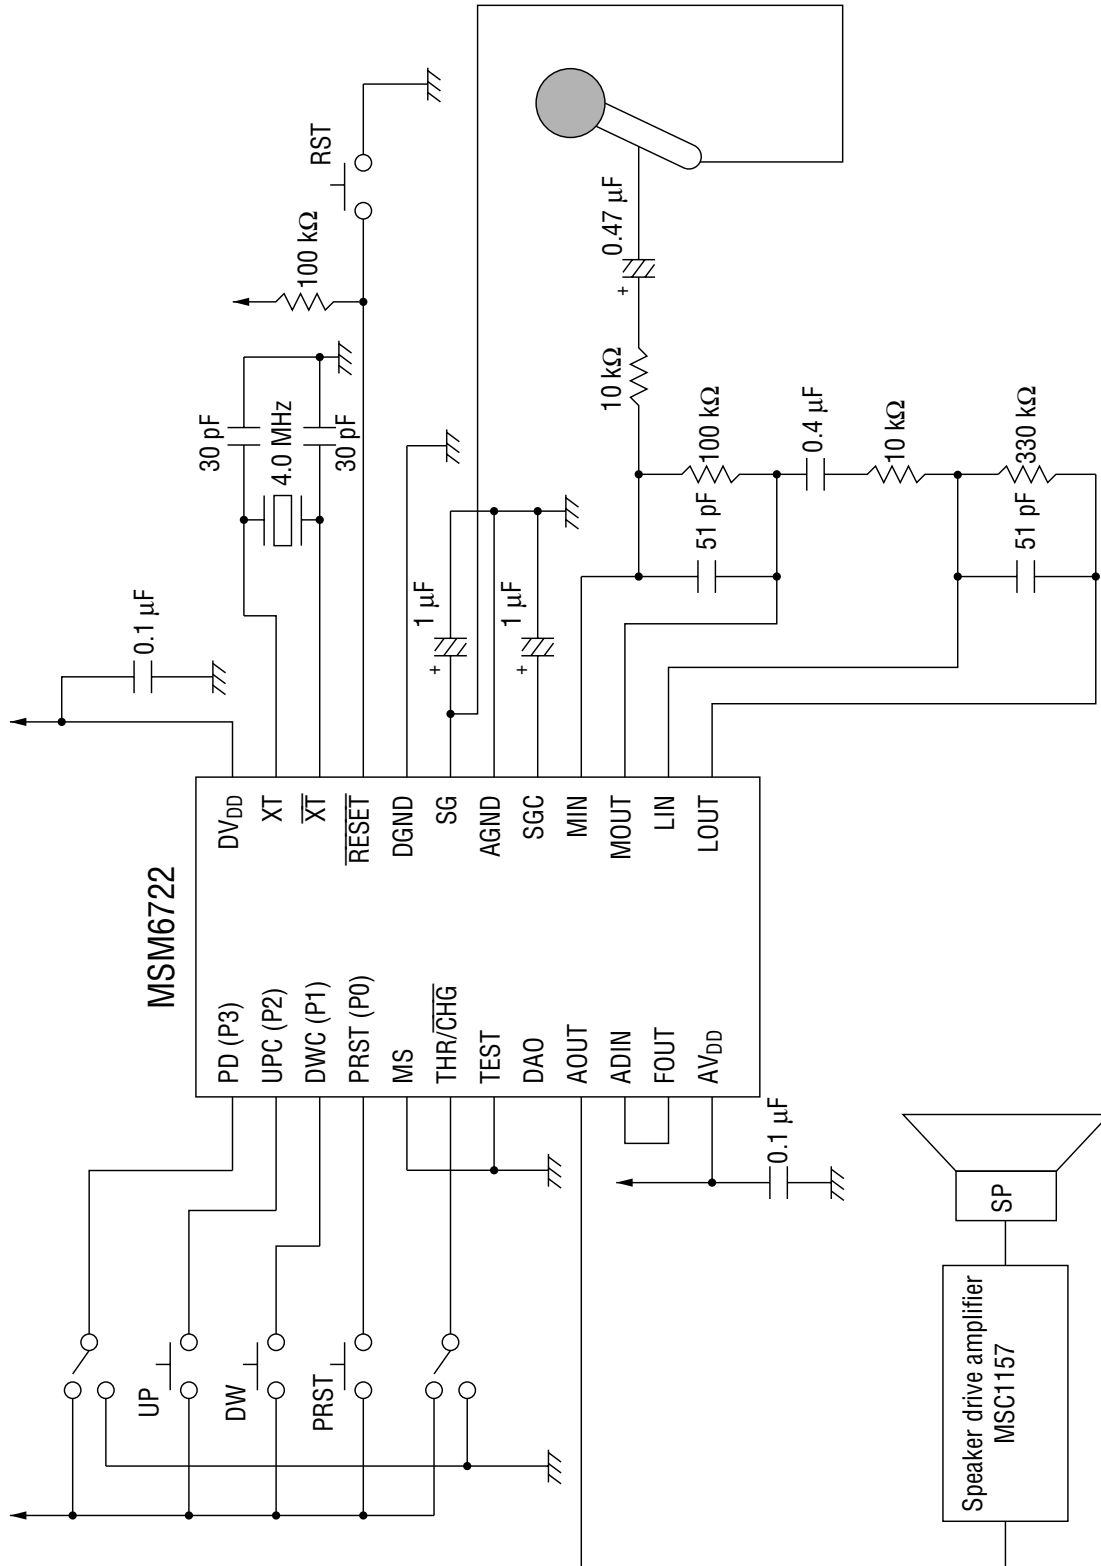 MSM6722
PD (P3)
UPC (P2)
DWC (P1)
PRST (P0)
MS
THR/C̅H̅G̅
TEST
DAO
AOUT
ADIN
FOUT
AVDD
DVDD
XT
X̅T̅
R̅E̅S̅E̅T̅
DGND
SG
AGND
SGC
MIN
MOUT
LIN
LOUT
UP
DW
PRST
0.1 µF
30 pF
4.0 MHz
30 pF
100 kΩ
RST
+
1 µF
+
1 µF
+
0.47 µF
10 kΩ
51 pF
100 kΩ
0.4 µF
10 kΩ
51 pF
330 kΩ
0.1 µF
SP
Speaker drive amplifier
MSC1157